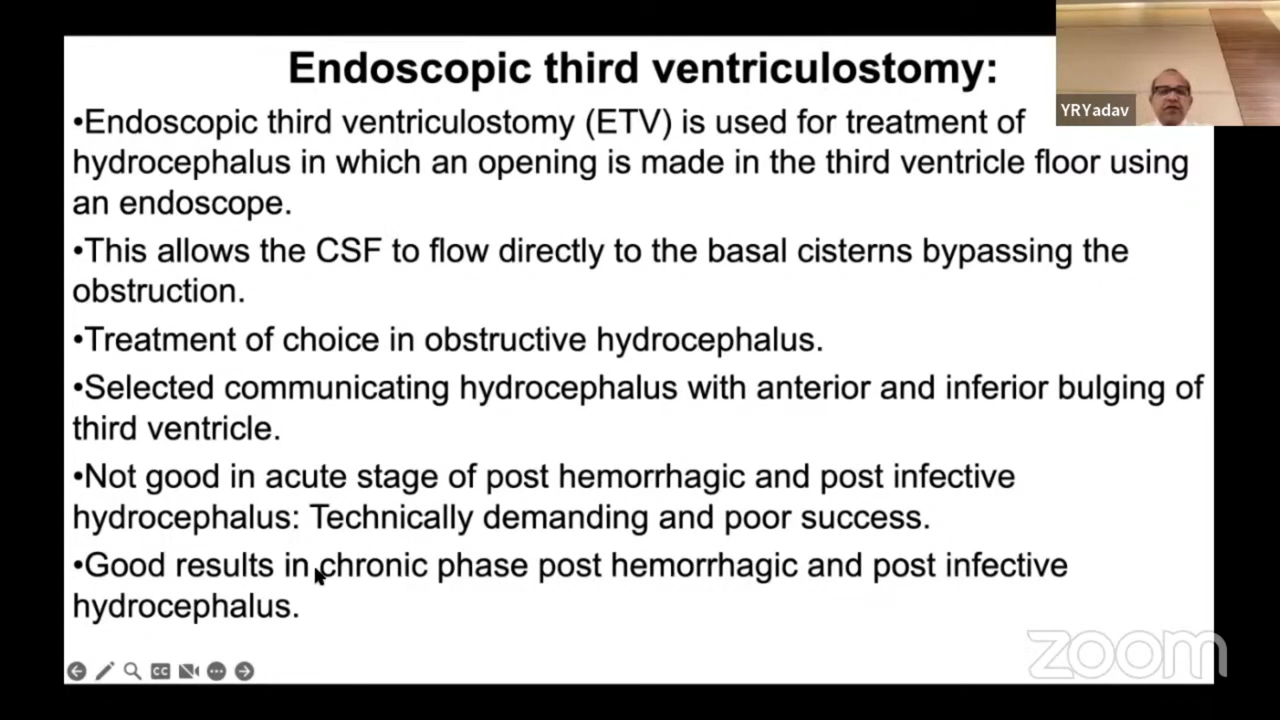 Endoscopic third ventriculostomy:
YRYadav
•Endoscopic third ventriculostomy (ETV) is used for treatment of
hydrocephalus in which an opening is made in the third ventricle floor using
an endoscope.
•This allows the CSF to flow directly to the basal cisterns bypassing the
obstruction.
•Treatment of choice in obstructive hydrocephalus.
•Selected communicating hydrocephalus with anterior and inferior bulging of
third ventricle.
•Not good in acute stage of post hemorrhagic and post infective
hydrocephalus: Technically demanding and poor success.
•Good results in chronic phase post hemorrhagic and post infective
hydrocephalus.
CC
zoom